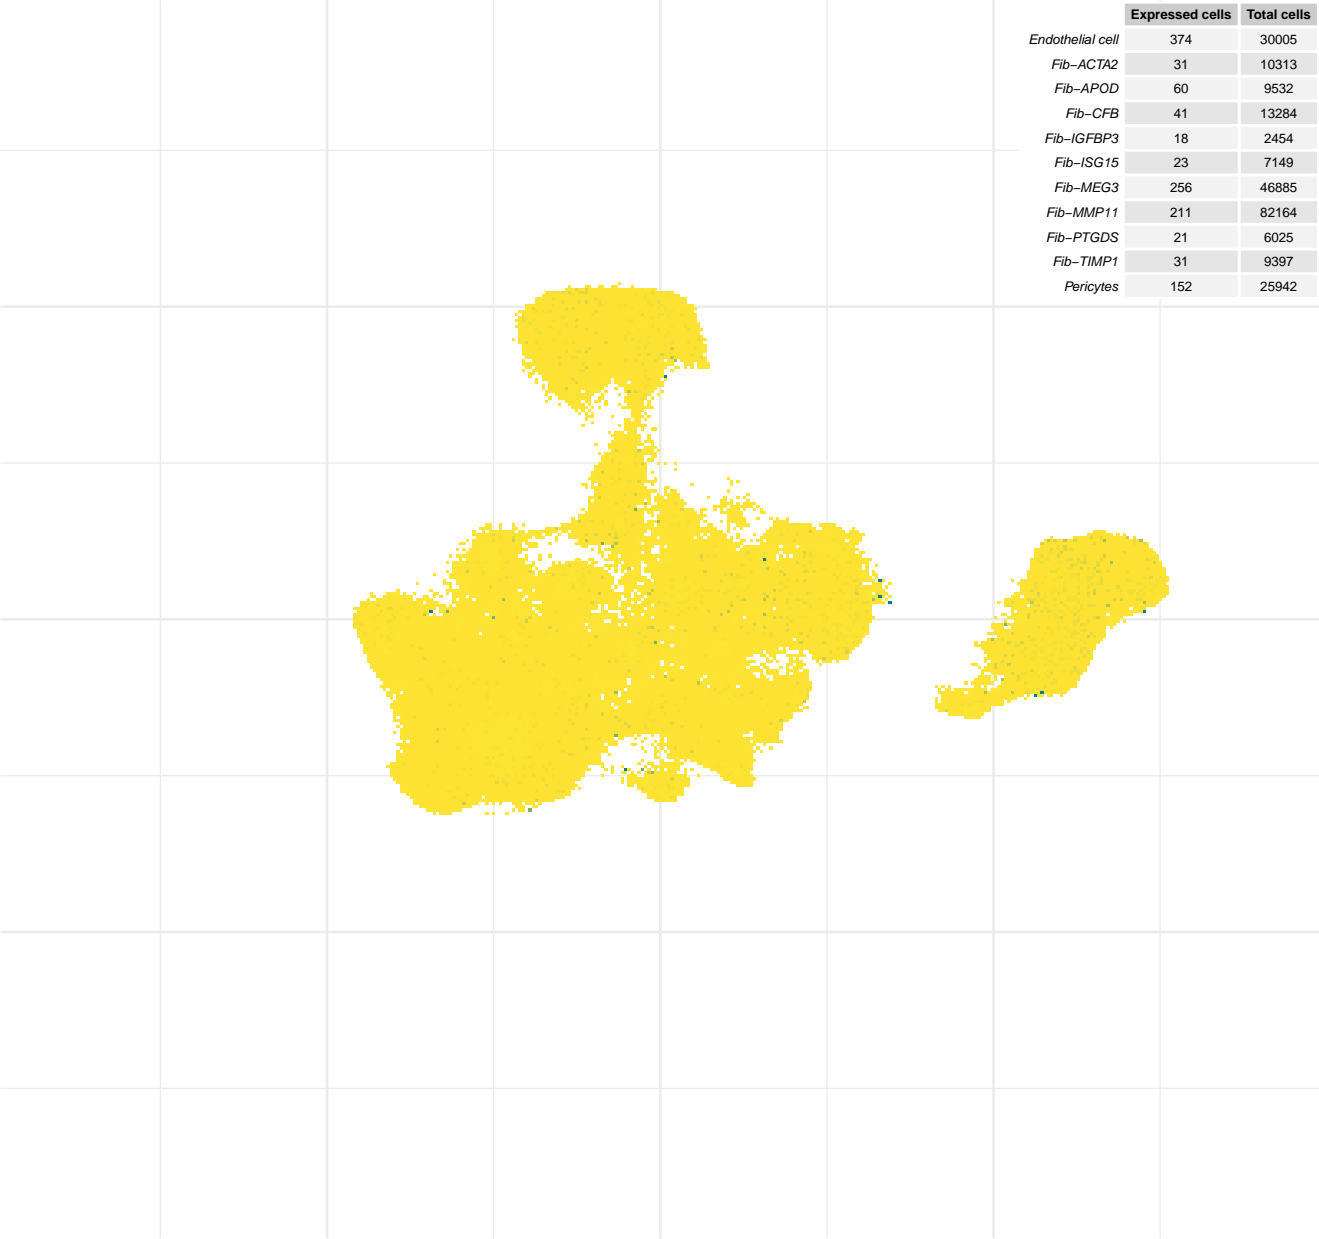 Expressed cells Total cells
Endothelial cell 374 30005
Fib−ACTA2 31 10313
Fib−APOD 60 9532
Fib−CFB 41 13284
Fib−IGFBP3 18 2454
Fib−ISG15 23 7149
Fib−MEG3 256 46885
Fib−MMP11 211 82164
Fib−PTGDS 21 6025
Fib−TIMP1 31 9397
Pericytes 152 25942